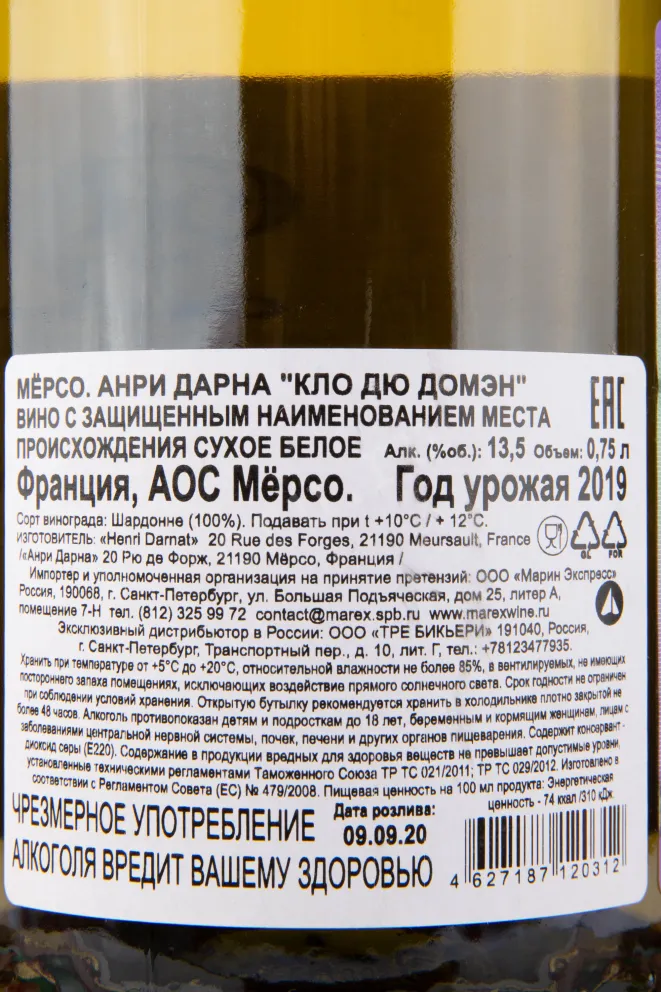 МЁРСО. АНРИ ДАРНА "КЛО ДЮ ДОМЭН"
ВИНО С ЗАЩИЩЕННЫМ НАИМЕНОВАНИЕМ МЕСТА
ПРОИСХОЖДЕНИЯ СУХОЕ БЕЛОЕ Алк. (%об.): 13,5 Объем: 0,75 л
EAC
Франция, АОС Мёрсо. Год урожая 2019
Сорт винограда: Шардонне (100%). Подавать при t +10°C / + 12°C.
ИЗГОТОВИТЕЛЬ: «Henri Darnat» 20 Rue des Forges, 21190 Meursault, France
/«Анри Дарна» 20 Рю де Форж, 21190 Мёрсо, Франция /
GL FOR
Импортер и уполномоченная организация на принятие претензий: ООО «Марин Экспресс»
Россия, 190068, г. Санкт-Петербург, ул. Большая Подъяческая, дом 25, литер А,
помещение 7-Н тел. (812) 325 99 72 contact@marex.spb.ru www.marexwine.ru
Эксклюзивный дистрибьютор в России: ООО «ТРЕ БИКЬЕРИ» 191040, Россия,
г. Санкт-Петербург, Транспортный пер., д. 10, лит. Г, тел.: +78123477935.
Хранить при температуре от +5°C до +20°C, относительной влажности не более 85%, в вентилируемых, не имеющих
постороннего запаха помещениях, исключающих воздействие прямого солнечного света. Срок годности не ограничен
при соблюдении условий хранения. Открытую бутылку рекомендуется хранить в холодильнике плотно закрытой не
более 48 часов. Алкоголь противопоказан детям и подросткам до 18 лет, беременным и кормящим женщинам, лицам с
заболеваниями центральной нервной системы, почек, печени и других органов пищеварения. Содержит консервант -
диоксид серы (Е220). Содержание в продукции вредных для здоровья веществ не превышает допустимые уровни,
установленные техническими регламентами Таможенного Союза ТР ТС 021/2011; ТР ТС 029/2012. Изготовлено в
соответствии с Регламентом Совета (ЕС) № 479/2008. Пищевая ценность на 100 мл продукта: Энергетическая
ценность - 74 ккал /310 кДж.
ЧРЕЗМЕРНОЕ УПОТРЕБЛЕНИЕ
АЛКОГОЛЯ ВРЕДИТ ВАШЕМУ ЗДОРОВЬЮ
Дата розлива:
09.09.20
4 627187 120312